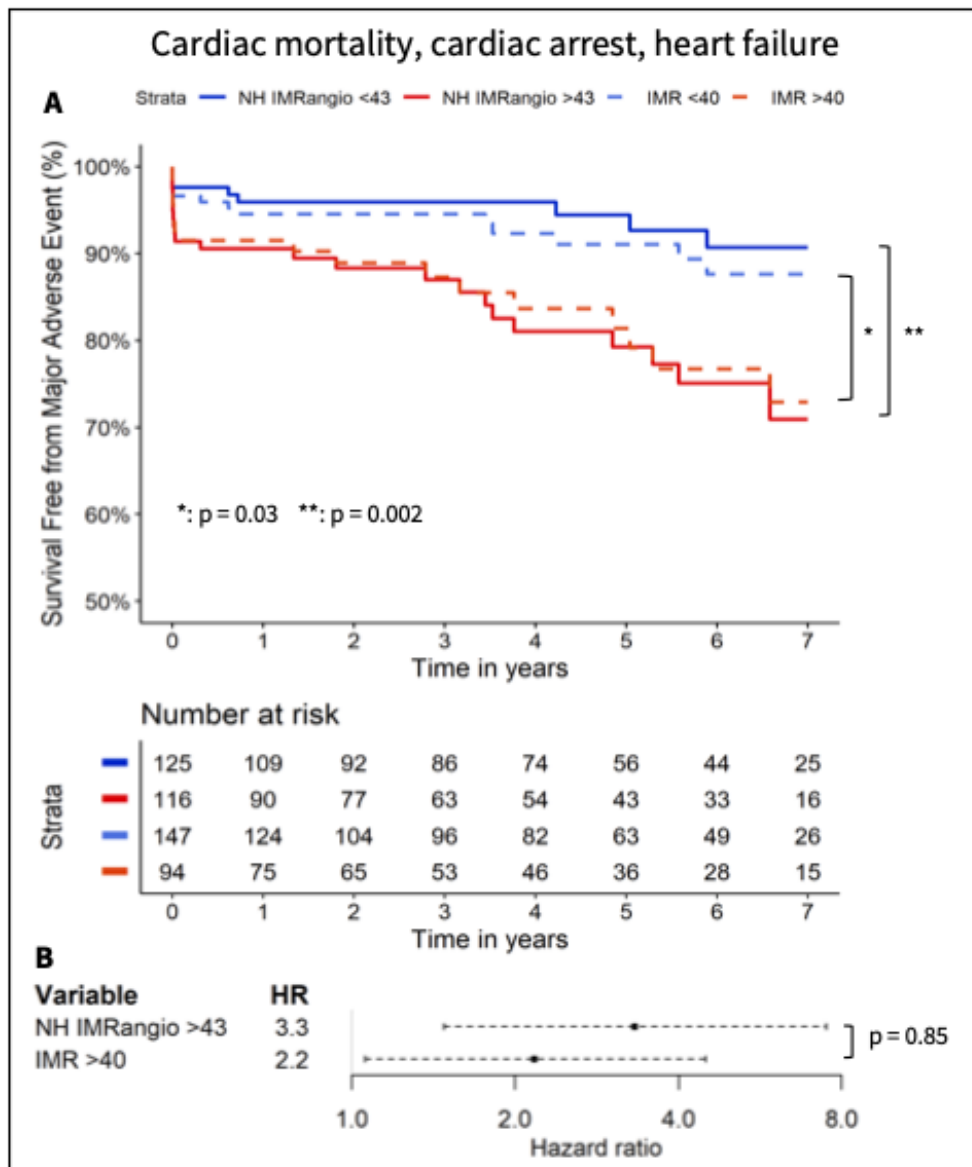 Cardiac mortality, cardiac arrest, heart failure
A
Strata NH IMRangio <43 NH IMRangio >43 IMR <40 IMR >40
Survival Free from Major Adverse Event (%)
100%
90%
80%
70%
60%
50%
* **
*: p = 0.03 **: p = 0.002
0 1 2 3 4 5 6 7
Time in years
Number at risk
Strata
125 109 92 86 74 56 44 25
116 90 77 63 54 43 33 16
147 124 104 96 82 63 49 26
94 75 65 53 46 36 28 15
0 1 2 3 4 5 6 7
Time in years
B
Variable HR
NH IMRangio >43 3.3
IMR >40 2.2
p = 0.85
1.0 2.0 4.0 8.0
Hazard ratio